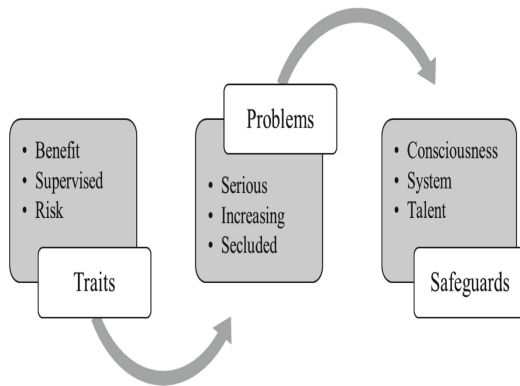 • Benefit
• Supervised
• Risk
Traits
Problems
• Serious
• Increasing
• Secluded
• Consciousness
• System
• Talent
Safeguards